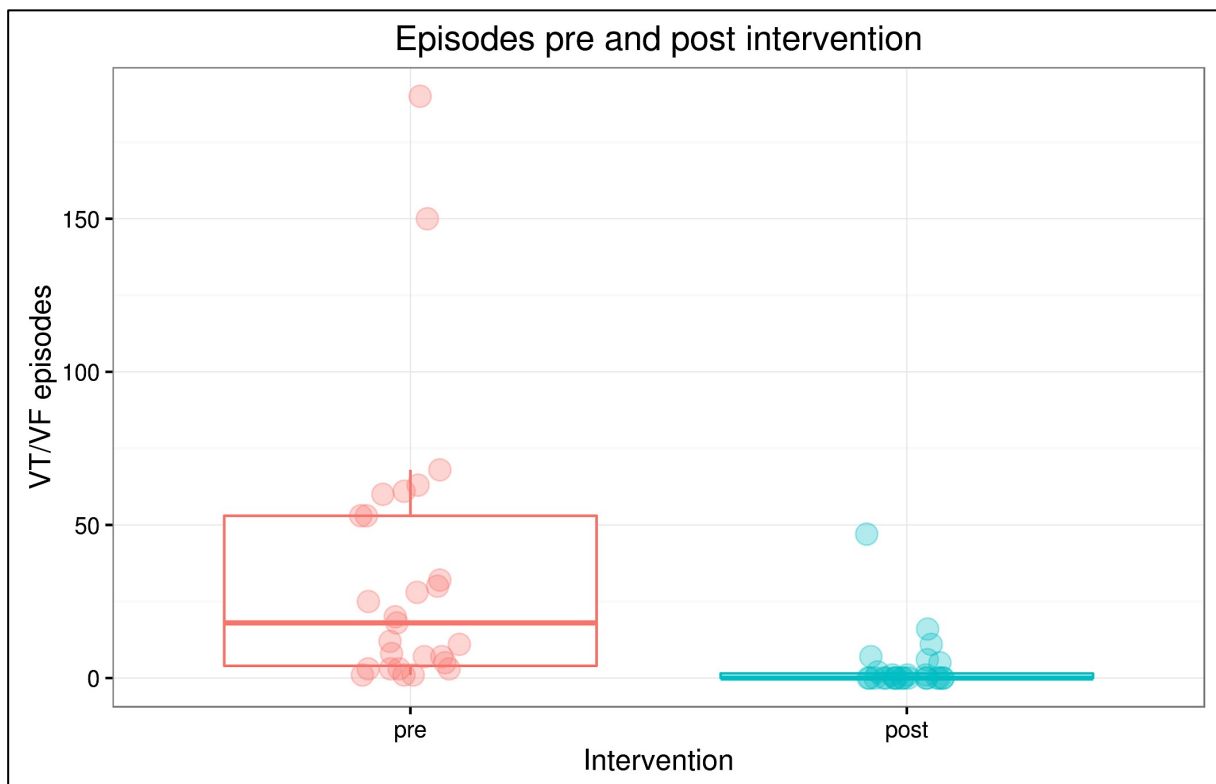 Episodes pre and post intervention
VT/VF episodes
150
100
50
0
pre
post
Intervention